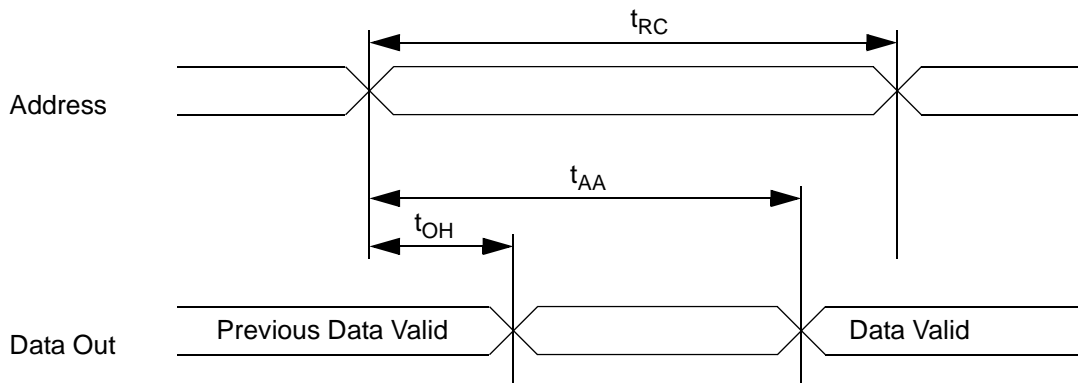 tRC
Address
tAA
tOH
Data Out
Previous Data Valid
Data Valid